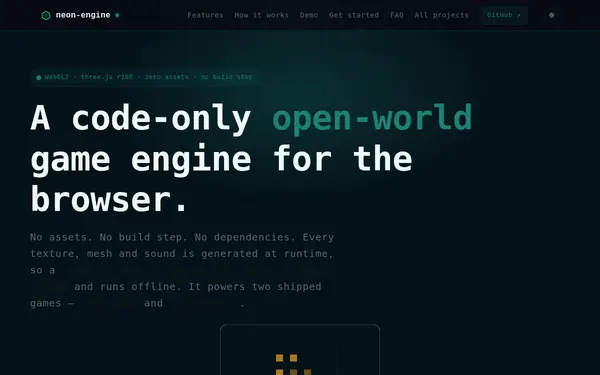 neon-engine
Features How it works Demo Get started FAQ All projects GitHub ↗
WebGL2 · three.js r160 · zero assets · no build step
A code-only open-world
game engine for the
browser.
No assets. No build step. No dependencies. Every
texture, mesh and sound is generated at runtime,
so a
and runs offline. It powers two shipped
games — and .